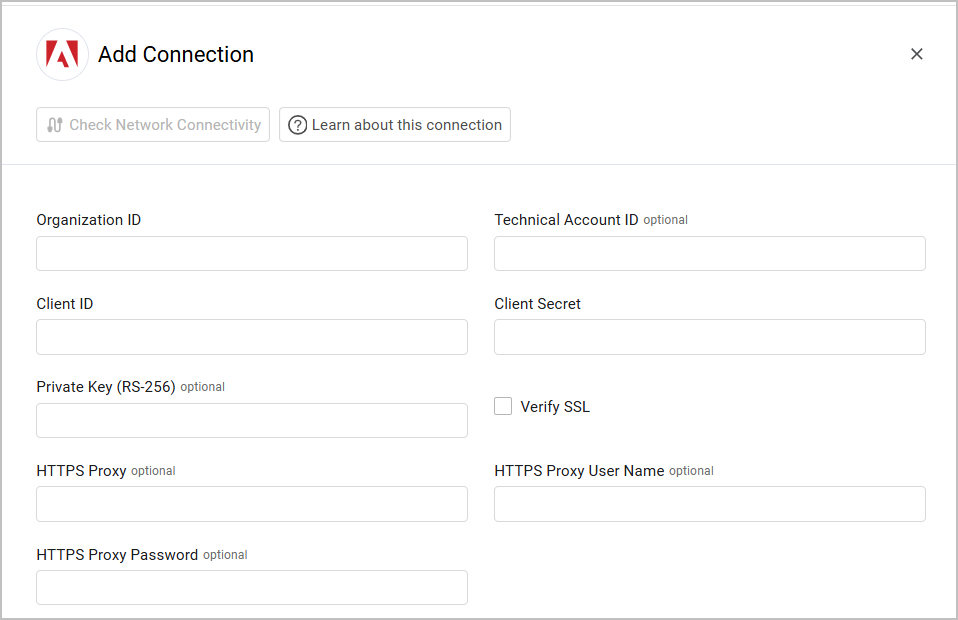 Add Connection
Check Network Connectivity
Learn about this connection
Organization ID
Technical Account ID optional
Client ID
Client Secret
Private Key (RS-256) optional
Verify SSL
HTTPS Proxy optional
HTTPS Proxy User Name optional
HTTPS Proxy Password optional